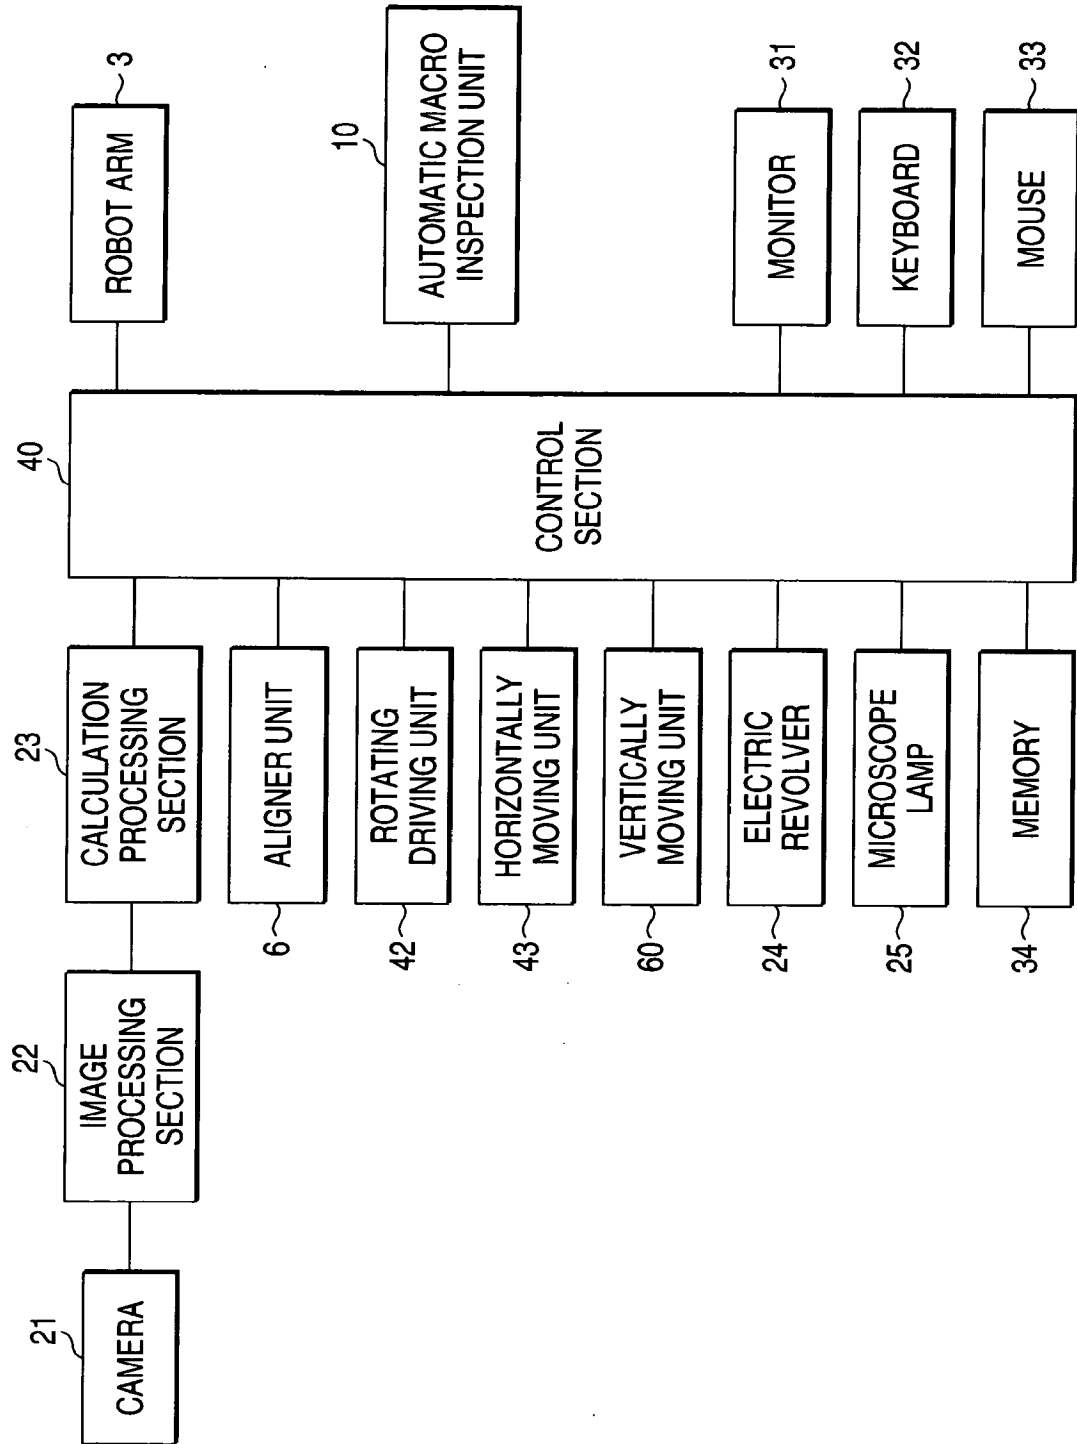 21
CAMERA
22
IMAGE
PROCESSING
SECTION
23
CALCULATION
PROCESSING
SECTION
6
ALIGNER UNIT
42
ROTATING
DRIVING UNIT
43
HORIZONTALLY
MOVING UNIT
60
VERTICALLY
MOVING UNIT
24
ELECTRIC
REVOLVER
25
MICROSCOPE
LAMP
34
MEMORY
40
CONTROL
SECTION
3
ROBOT ARM
10
AUTOMATIC MACRO
INSPECTION UNIT
31
MONITOR
32
KEYBOARD
33
MOUSE